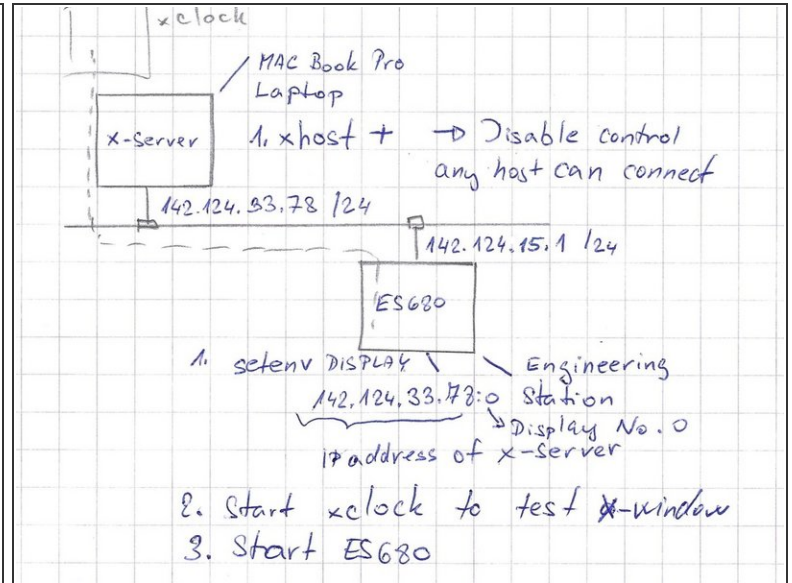 xclock
MAC Book Pro
Laptop
X-Server
1. xhost + → Disable control
any host can connect
142.124.33.78 /24
142.124.15.1 /24
ES680
1. setenv DISPLAY
142.124.33.78:0
Engineering
Station
Display No. 0
IP address of X-Server
2. Start xclock to test X-window
3. Start ES680